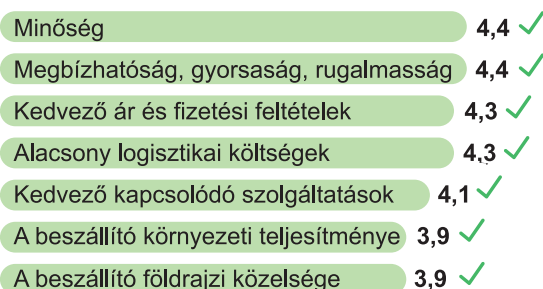 Minőség 4,4
Megbízhatóság, gyorsaság, rugalmasság 4,4
Kedvező ár és fizetési feltételek 4,3
Alacsony logisztikai költségek 4,3
Kedvező kapcsolódó szolgáltatások 4,1
A beszállító környezeti teljesítménye 3,9
A beszállító földrajzi közelsége 3,9